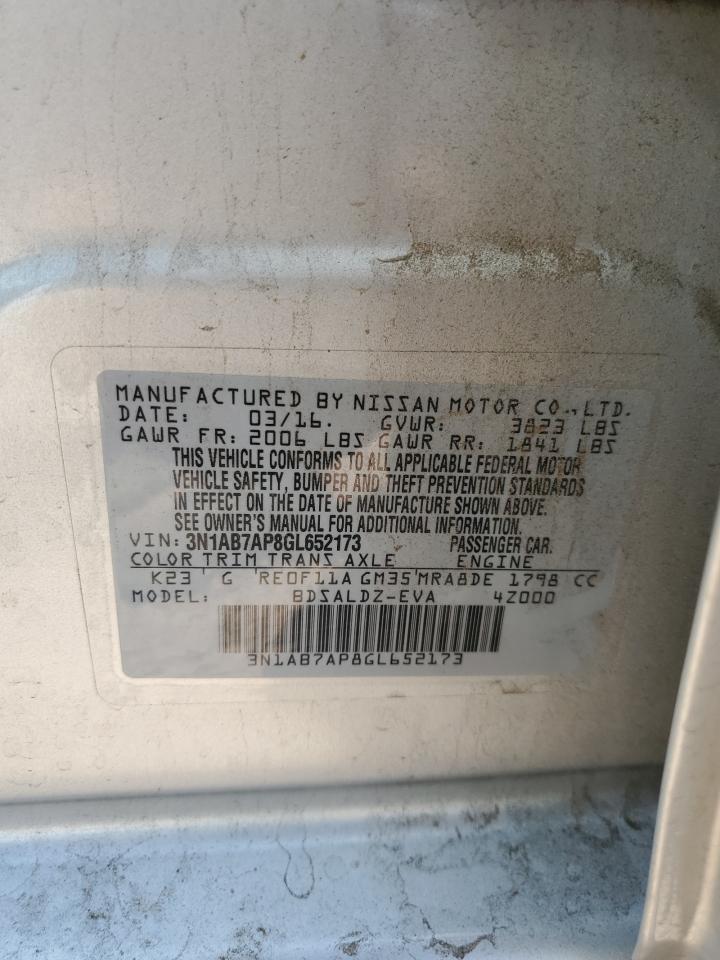 MANUFACTURED BY NISSAN MOTOR CO., LTD.
DATE: 03/16. GVWR: 3823 LBS
GAWR FR: 2006 LBS GAWR RR: 1841 LBS
THIS VEHICLE CONFORMS TO ALL APPLICABLE FEDERAL MOTOR
VEHICLE SAFETY, BUMPER AND THEFT PREVENTION STANDARDS
IN EFFECT ON THE DATE OF MANUFACTURE SHOWN ABOVE.
SEE OWNER'S MANUAL FOR ADDITIONAL INFORMATION.
VIN: 3N1AB7AP8GL652173 PASSENGER CAR.
COLOR TRIM TRANS AXLE ENGINE
K23 ' G 'RE0F11A GM35'MRA8DE 1798 CC
MODEL: BDSALDZ-EVA 4Z000
3N1AB7AP8GL652173